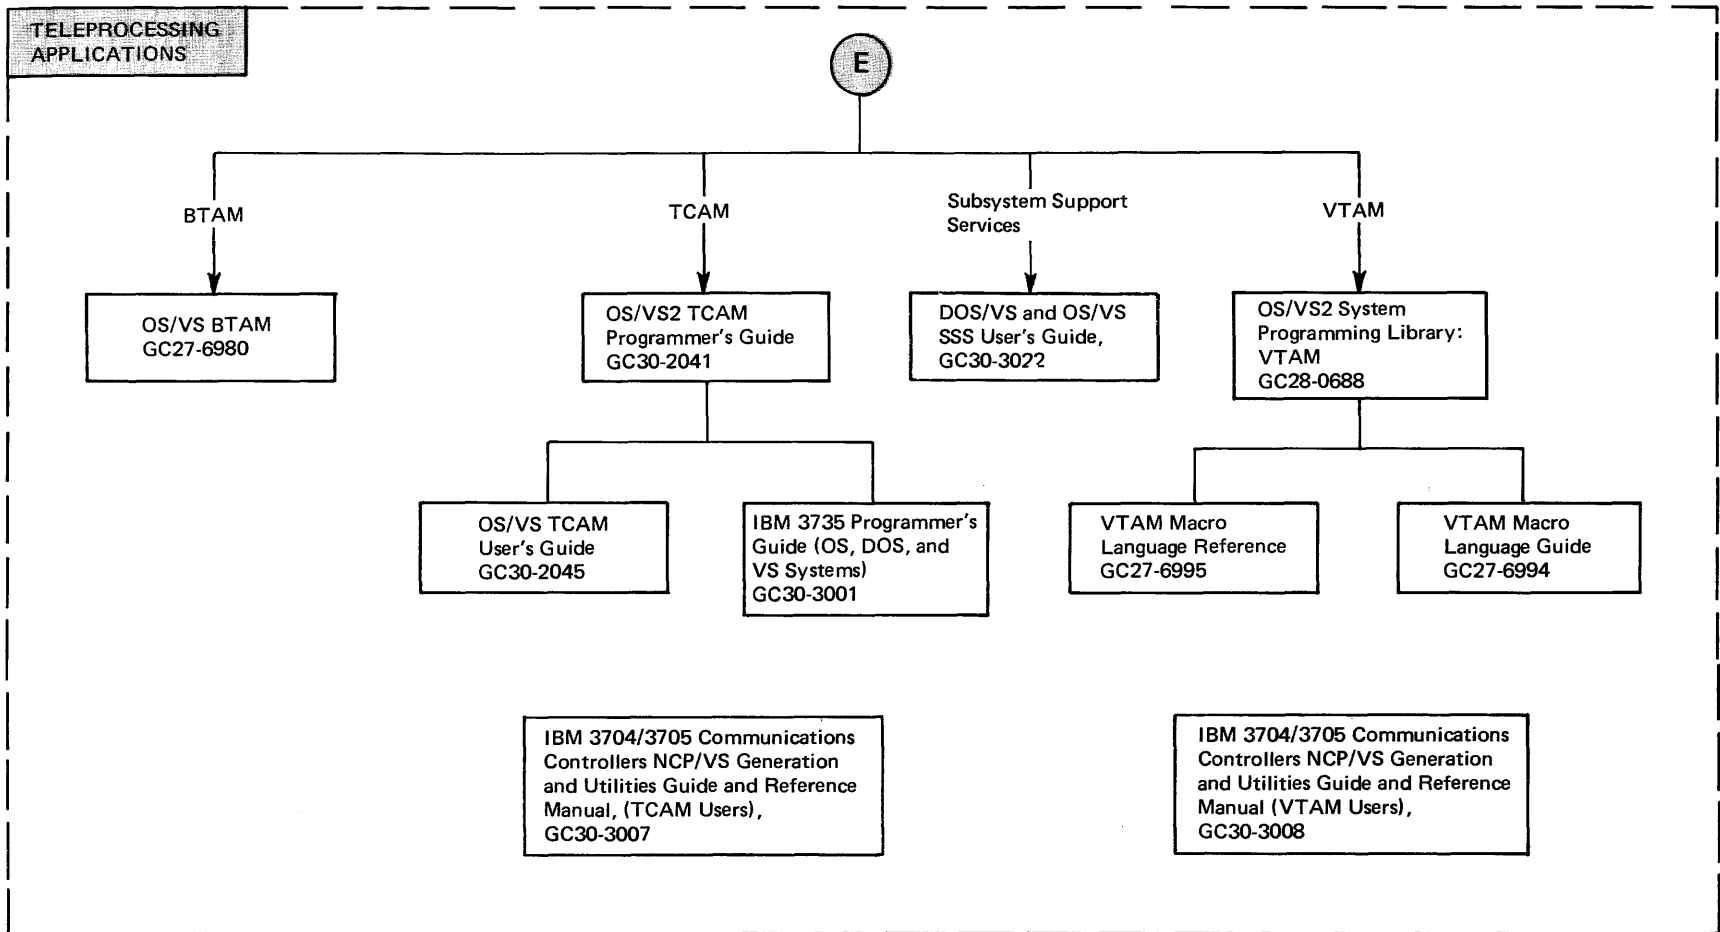 TELEPROCESSING
APPLICATIONS
E
BTAM
TCAM
Subsystem Support
Services
VTAM
OS/VS BTAM
GC27-6980
OS/VS2 TCAM
Programmer's Guide
GC30-2041
DOS/VS and OS/VS
SSS User's Guide,
GC30-3022
OS/VS2 System
Programming Library:
VTAM
GC28-0688
OS/VS TCAM
User's Guide
GC30-2045
IBM 3735 Programmer's
Guide (OS, DOS, and
VS Systems)
GC30-3001
VTAM Macro
Language Reference
GC27-6995
VTAM Macro
Language Guide
GC27-6994
IBM 3704/3705 Communications
Controllers NCP/VS Generation
and Utilities Guide and Reference
Manual, (TCAM Users),
GC30-3007
IBM 3704/3705 Communications
Controllers NCP/VS Generation
and Utilities Guide and Reference
Manual (VTAM Users),
GC30-3008